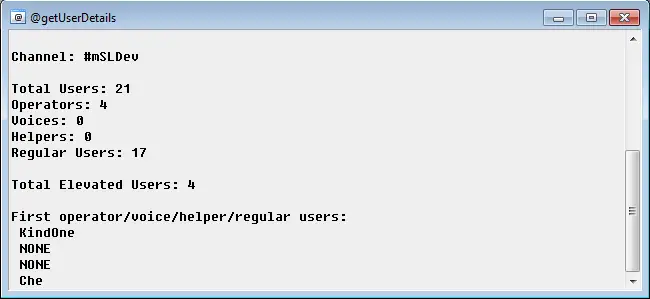 @getUserDetails
Channel: #mSLDev
Total Users: 21
Operators: 4
Voices: 0
Helpers: 0
Regular Users: 17
Total Elevated Users: 4
First operator/voice/helper/regular users:
KindOne
NONE
NONE
Che